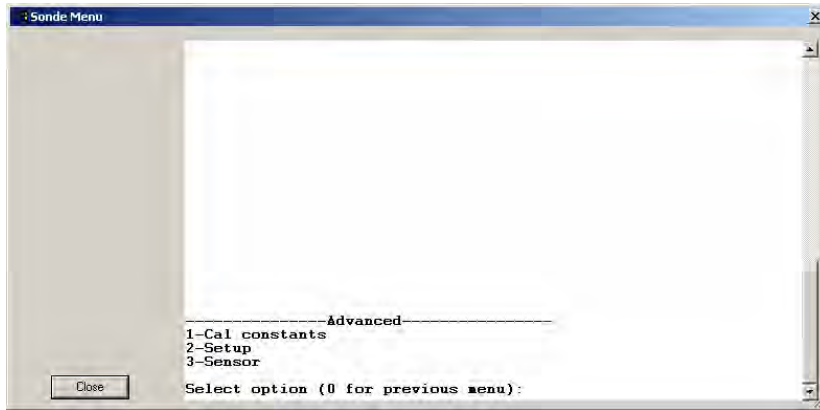 Sonde Menu
---------------Advanced----------------
1-Cal constants
2-Setup
3-Sensor
Select option (0 for previous menu):
Close